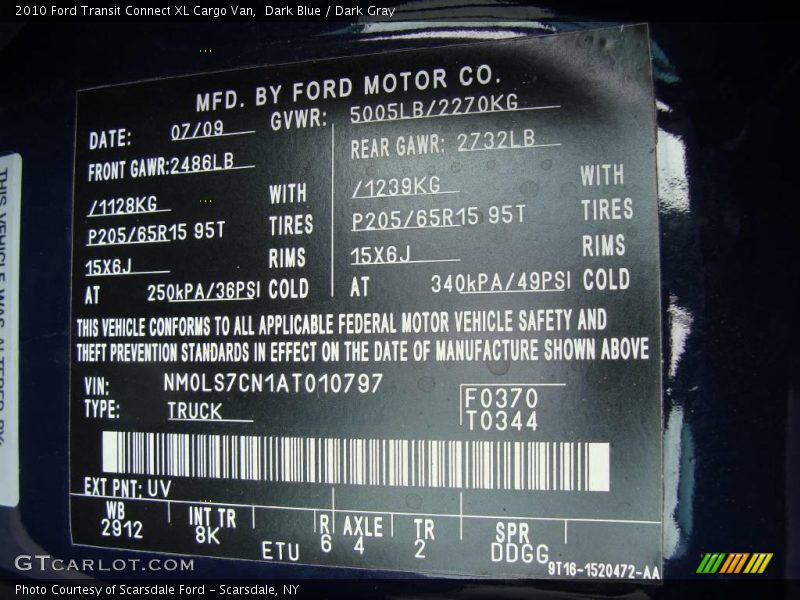 2010 Ford Transit Connect XL Cargo Van,  Dark Blue / Dark Gray
MFD. BY FORD MOTOR CO.
DATE: 07/09 GVWR: 5005LB/2270KG
FRONT GAWR:2486LB REAR GAWR: 2732LB
/1128KG WITH /1239KG WITH
P205/65R15 95T TIRES P205/65R15 95T TIRES
15X6J RIMS 15X6J RIMS
AT 250kPA/36PSI COLD AT 340kPA/49PSI COLD
THIS VEHICLE CONFORMS TO ALL APPLICABLE FEDERAL MOTOR VEHICLE SAFETY AND
THEFT PREVENTION STANDARDS IN EFFECT ON THE DATE OF MANUFACTURE SHOWN ABOVE
VIN: NM0LS7CN1AT010797
TYPE: TRUCK
F0370
T0344
EXT PNT: UV
WB INT TR R AXLE TR SPR
2912 8K ETU 6 4 2 DDGG
9T16-1520472-AA
THIS VEHICLE WAS ALTERED BY:
GTCARLOT.COM
Photo Courtesy of Scarsdale Ford – Scarsdale, NY